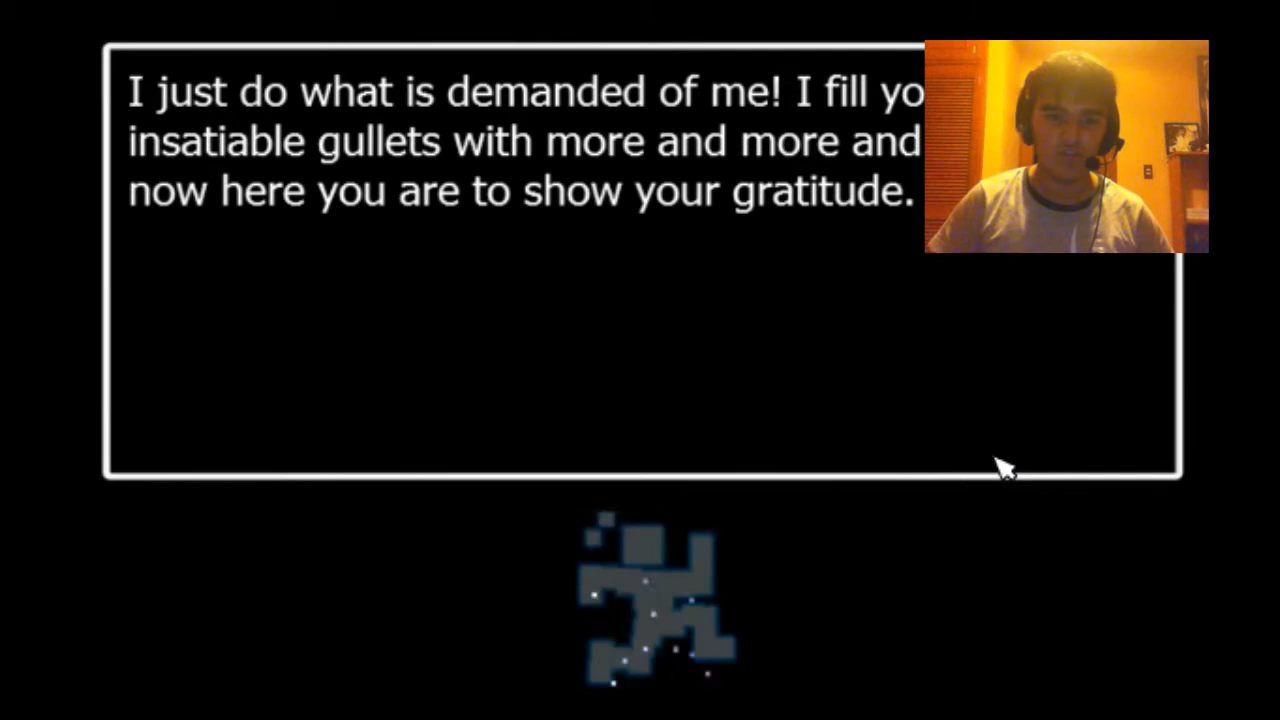 I just do what is demanded of me! I fill
insatiable gullets with more and more and
now here you are to show your gratitude.